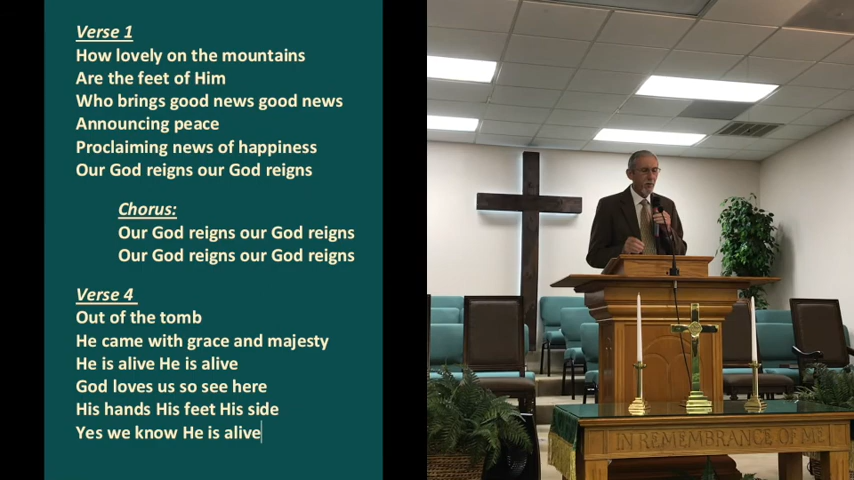 Verse 1
How lovely on the mountains
Are the feet of Him
Who brings good news good news
Announcing peace
Proclaiming news of happiness
Our God reigns our God reigns
Chorus:
Our God reigns our God reigns
Our God reigns our God reigns
Verse 4
Out of the tomb
He came with grace and majesty
He is alive He is alive
God loves us so see here
His hands His feet His side
Yes we know He is alive
IN REMEMBRANCE OF ME